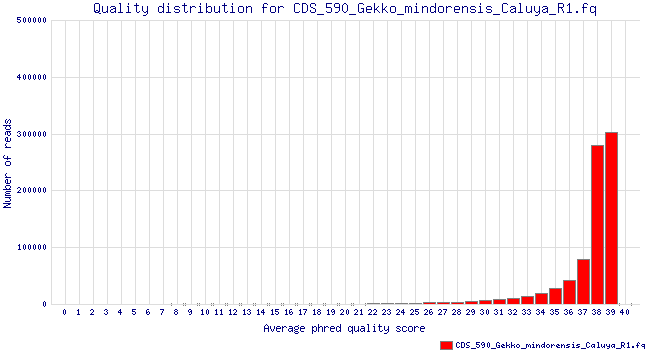 Quality distribution for CDS_590_Gekko_mindorensis_Caluya_R1.fq
500000
400000
300000
200000
100000
0
Number of reads
0 1 2 3 4 5 6 7 8 9 10 11 12 13 14 15 16 17 18 19 20 21 22 23 24 25 26 27 28 29 30 31 32 33 34 35 36 37 38 39 40
Average phred quality score
CDS_590_Gekko_mindorensis_Caluya_R1.fq